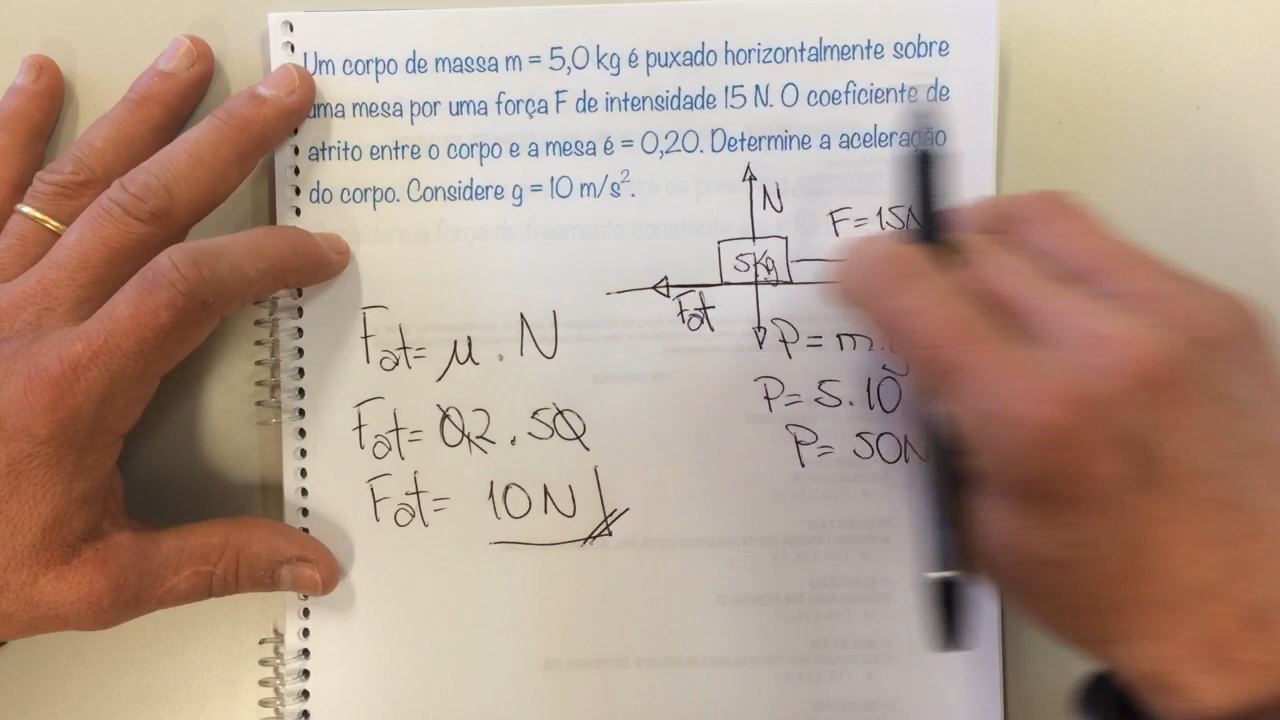 Um corpo de massa m = 5,0 kg é puxado horizontalmente sobre
uma mesa por uma força F de intensidade 15 N. O coeficiente de
atrito entre o corpo e a mesa é = 0,20. Determine a aceleração
do corpo. Considere g = 10 m/s².
N
F=15N
5Kg
Fat
P= m.
P= 5.10
P= 50N
Fat= μ . N
Fat= 0,2 . 50
Fat= 10N